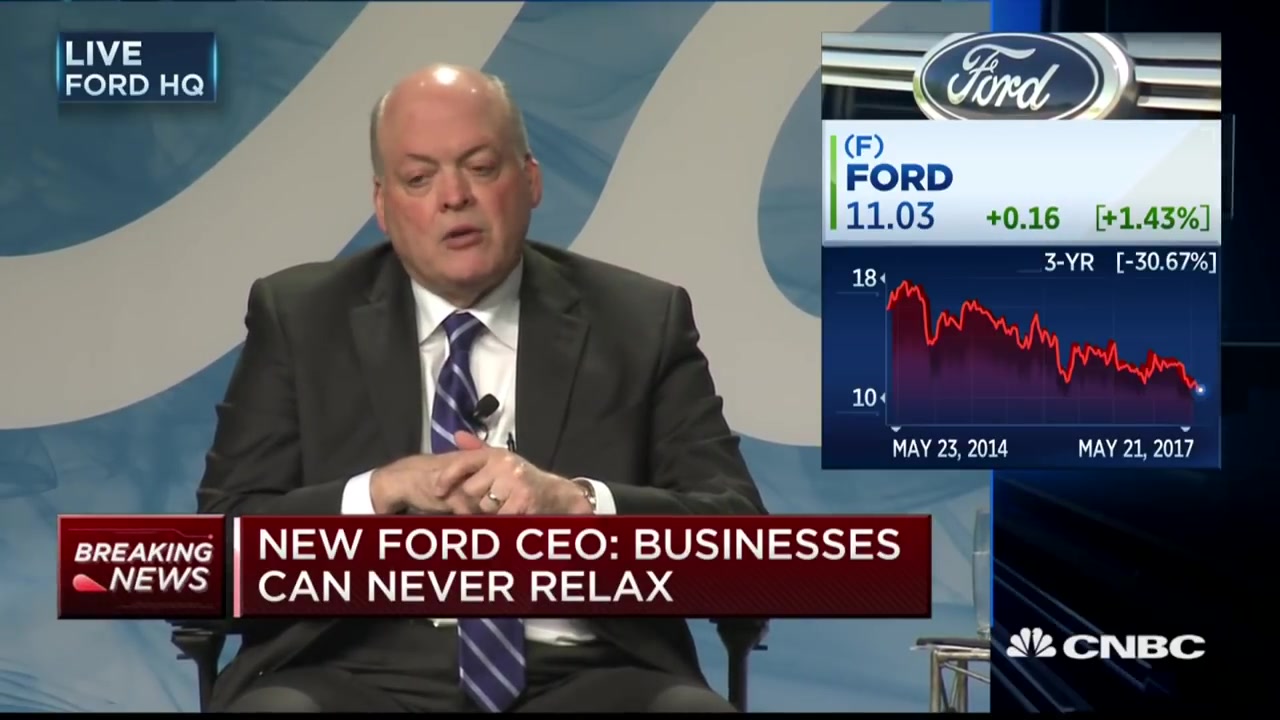 LIVE
FORD HQ
Ford
(F)
FORD
11.03 +0.16 [+1.43%]
3-YR [-30.67%]
18
10
MAY 23, 2014 MAY 21, 2017
BREAKING
NEWS
NEW FORD CEO: BUSINESSES
CAN NEVER RELAX
CNBC